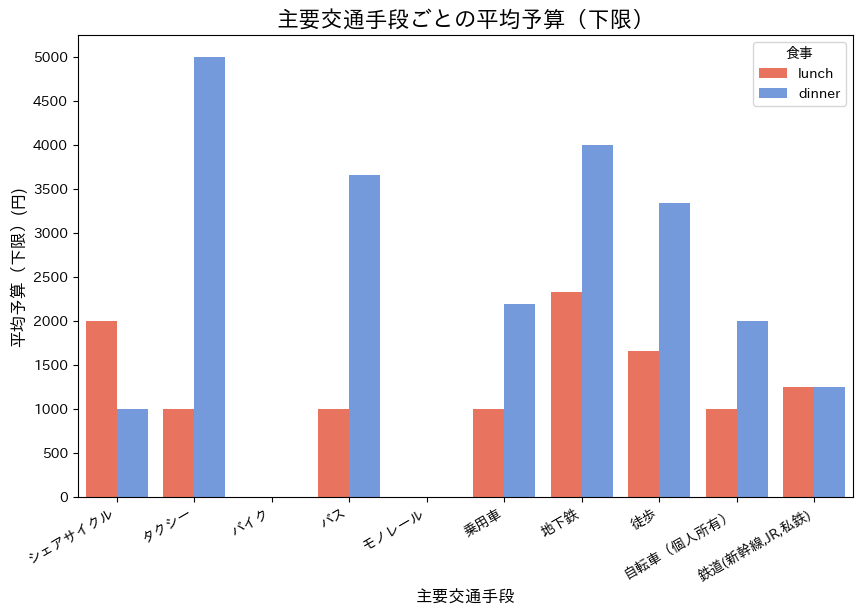 主要交通手段ごとの平均予算（下限）
食事
lunch
dinner
平均予算（下限）(円)
5000
4500
4000
3500
3000
2500
2000
1500
1000
500
0
シェアサイクル
タクシー
バイク
バス
モノレール
乗用車
地下鉄
徒歩
自転車（個人所有）
鉄道(新幹線,JR,私鉄)
主要交通手段